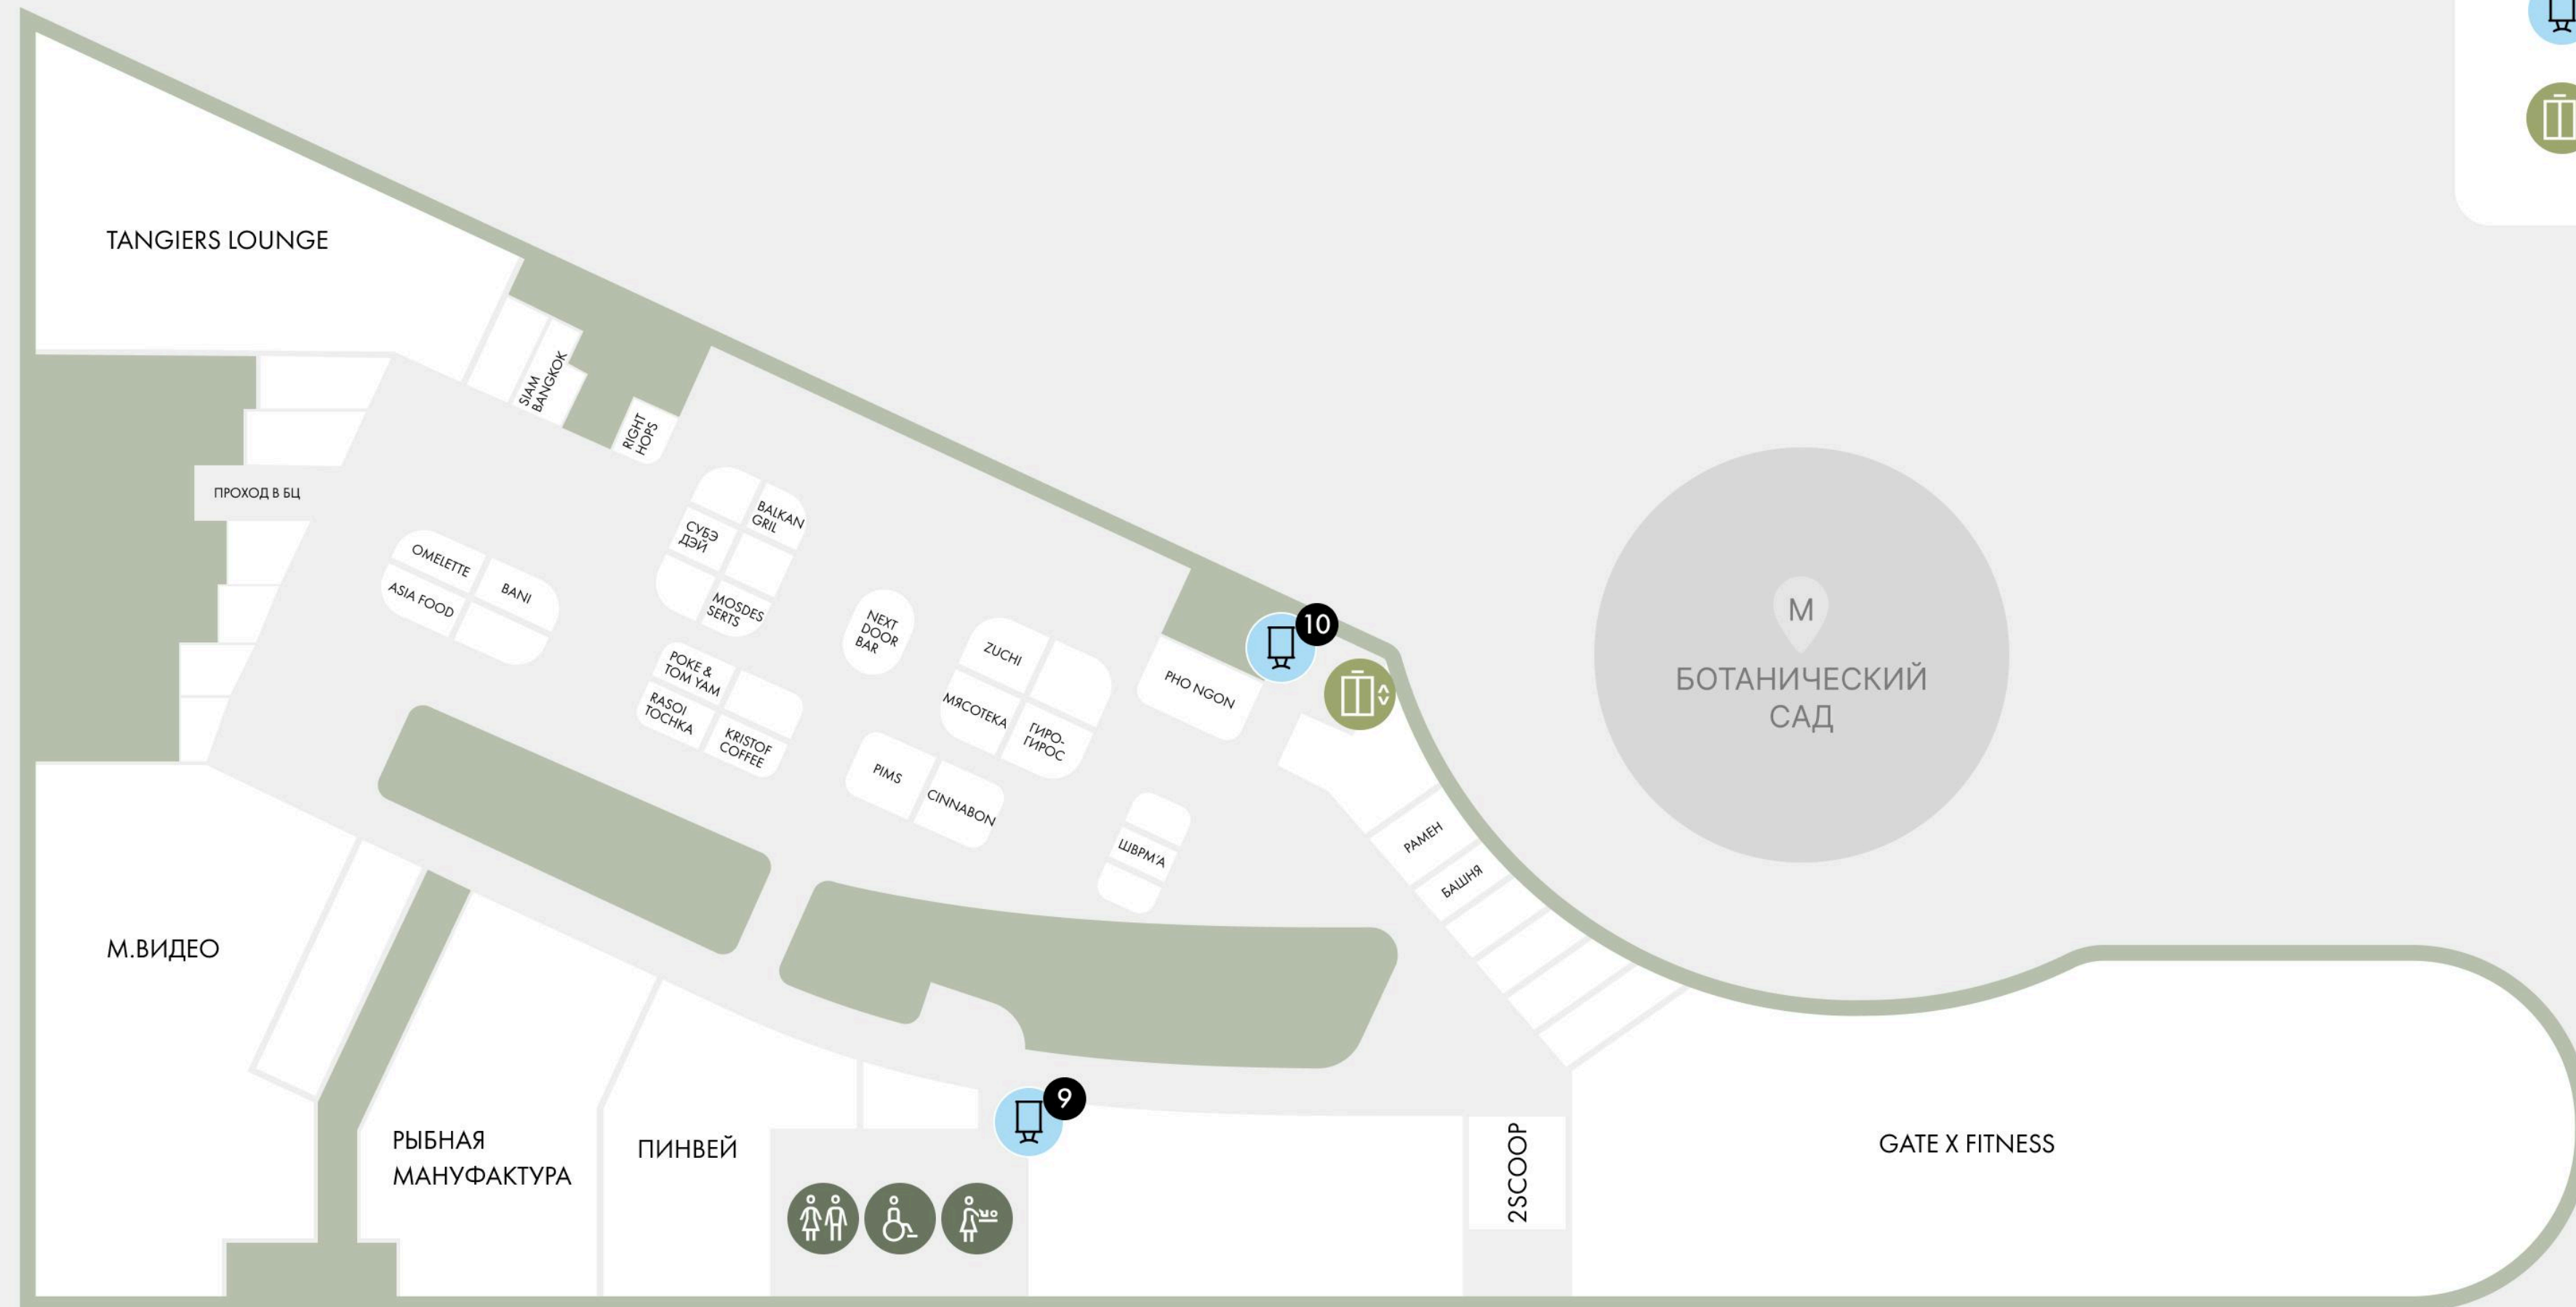 TANGIERS LOUNGE
SIAM
BANGKOK
RIGHT
HOPS
ПРОХОД В БЦ
OMELETTE
BANI
ASIA FOOD
BALKAN
GRIL
СУБЭ
ДЭЙ
MOSDES
SERTS
POKE &
TOM YAM
RASOI
TOCHKA
KRISTOF
COFFEE
NEXT
DOOR
BAR
ZUCHI
МЯСОТЕКА
ГИРО-
ГИРОС
PIMS
CINNABON
PHO NGON
10
M
БОТАНИЧЕСКИЙ
САД
ШВРМ'А
РАМЕН
БАШНЯ
М.ВИДЕО
РЫБНАЯ
МАНУФАКТУРА
ПИНВЕЙ
9
2SCOOP
GATE X FITNESS